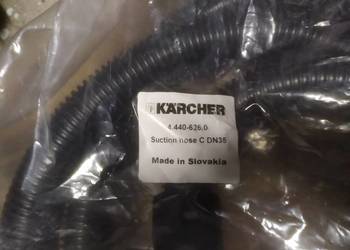 KÄRCHER
4.440-626.0
Suction hose C DN35
Made in Slovakia